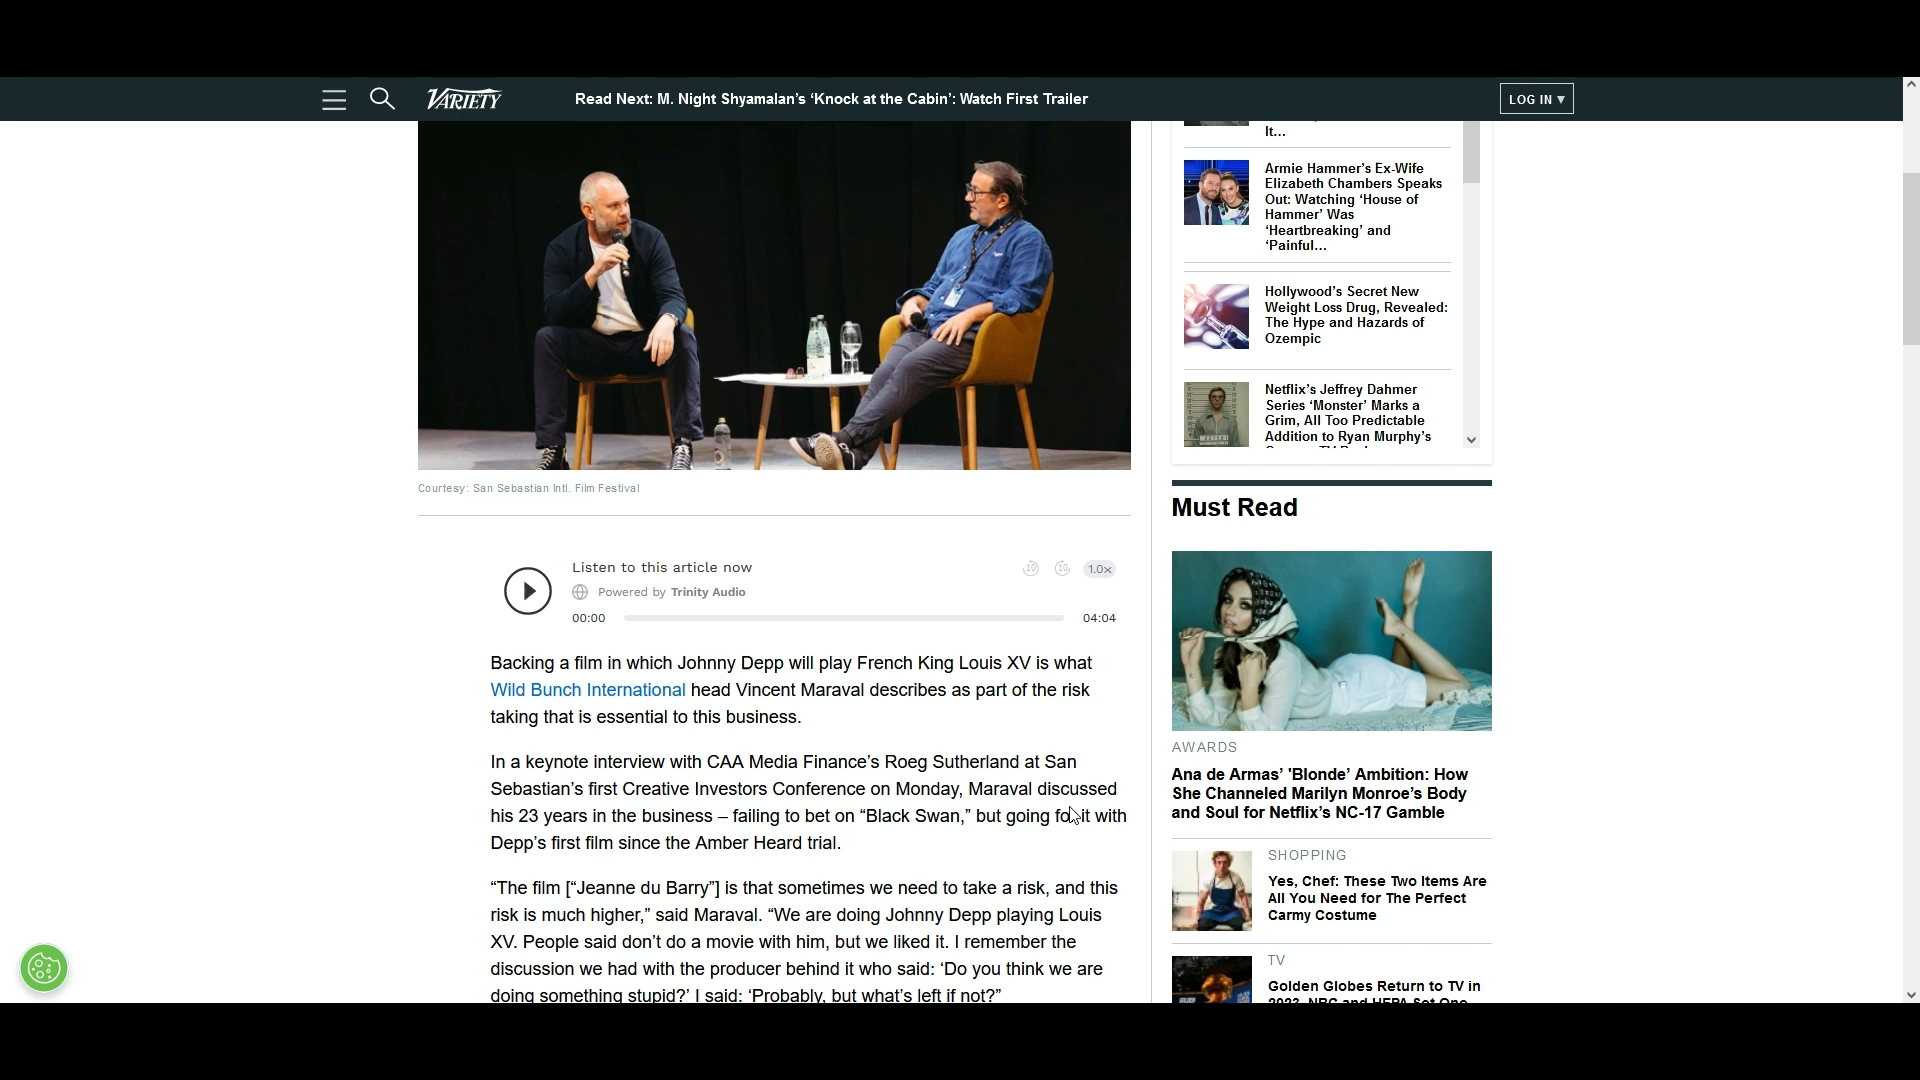 VARIETY
Read Next: M. Night Shyamalan’s ‘Knock at the Cabin’: Watch First Trailer
LOG IN ▾
Courtesy: San Sebastian Intl. Film Festival
Listen to this article now
10
10
1.0x
Powered by Trinity Audio
00:00
04:04
Backing a film in which Johnny Depp will play French King Louis XV is what
Wild Bunch International head Vincent Maraval describes as part of the risk
taking that is essential to this business.
In a keynote interview with CAA Media Finance’s Roeg Sutherland at San
Sebastian’s first Creative Investors Conference on Monday, Maraval discussed
his 23 years in the business – failing to bet on “Black Swan,” but going for it with
Depp’s first film since the Amber Heard trial.
“The film [“Jeanne du Barry”] is that sometimes we need to take a risk, and this
risk is much higher,” said Maraval. “We are doing Johnny Depp playing Louis
XV. People said don’t do a movie with him, but we liked it. I remember the
discussion we had with the producer behind it who said: ‘Do you think we are
doing something stupid?’ I said: ‘Probably, but what’s left if not?”
It…
Armie Hammer’s Ex-Wife
Elizabeth Chambers Speaks
Out: Watching ‘House of
Hammer’ Was
‘Heartbreaking’ and
‘Painful…
Hollywood’s Secret New
Weight Loss Drug, Revealed:
The Hype and Hazards of
Ozempic
Netflix’s Jeffrey Dahmer
Series ‘Monster’ Marks a
Grim, All Too Predictable
Addition to Ryan Murphy’s
Must Read
AWARDS
Ana de Armas’ 'Blonde’ Ambition: How
She Channeled Marilyn Monroe’s Body
and Soul for Netflix’s NC-17 Gamble
SHOPPING
Yes, Chef: These Two Items Are
All You Need for The Perfect
Carmy Costume
TV
Golden Globes Return to TV in
2023, NBC and HFPA Set One